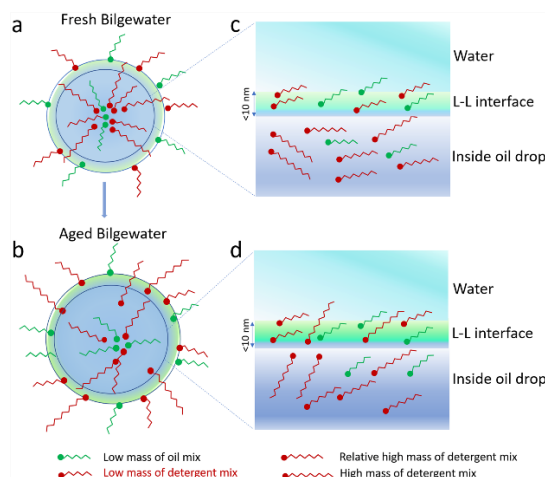 a
Fresh Bilgewater
c
Water
L-L interface
<10 nm
Inside oil drop
b
Aged Bilgewater
d
Water
L-L interface
<10 nm
Inside oil drop
Low mass of oil mix
Relative high mass of detergent mix
Low mass of detergent mix
High mass of detergent mix